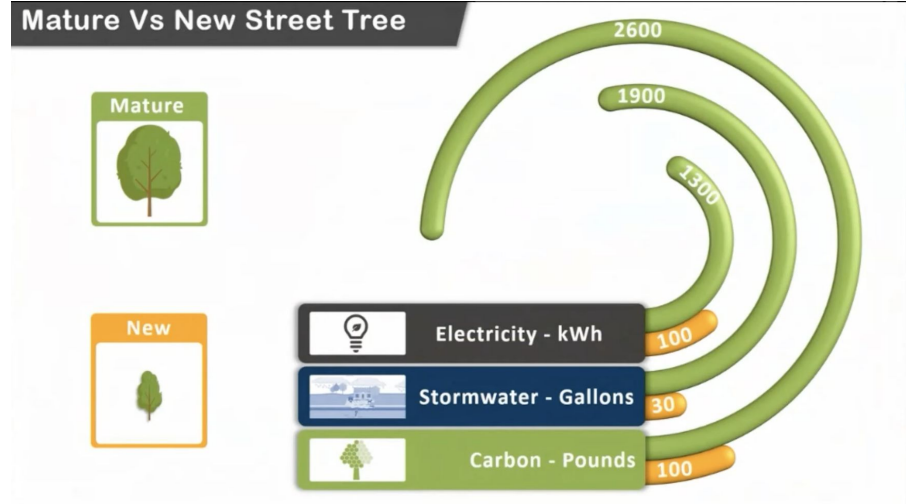 Mature Vs New Street Tree
Mature
New
2600
1900
1300
Electricity - kWh
100
Stormwater - Gallons
30
Carbon - Pounds
100